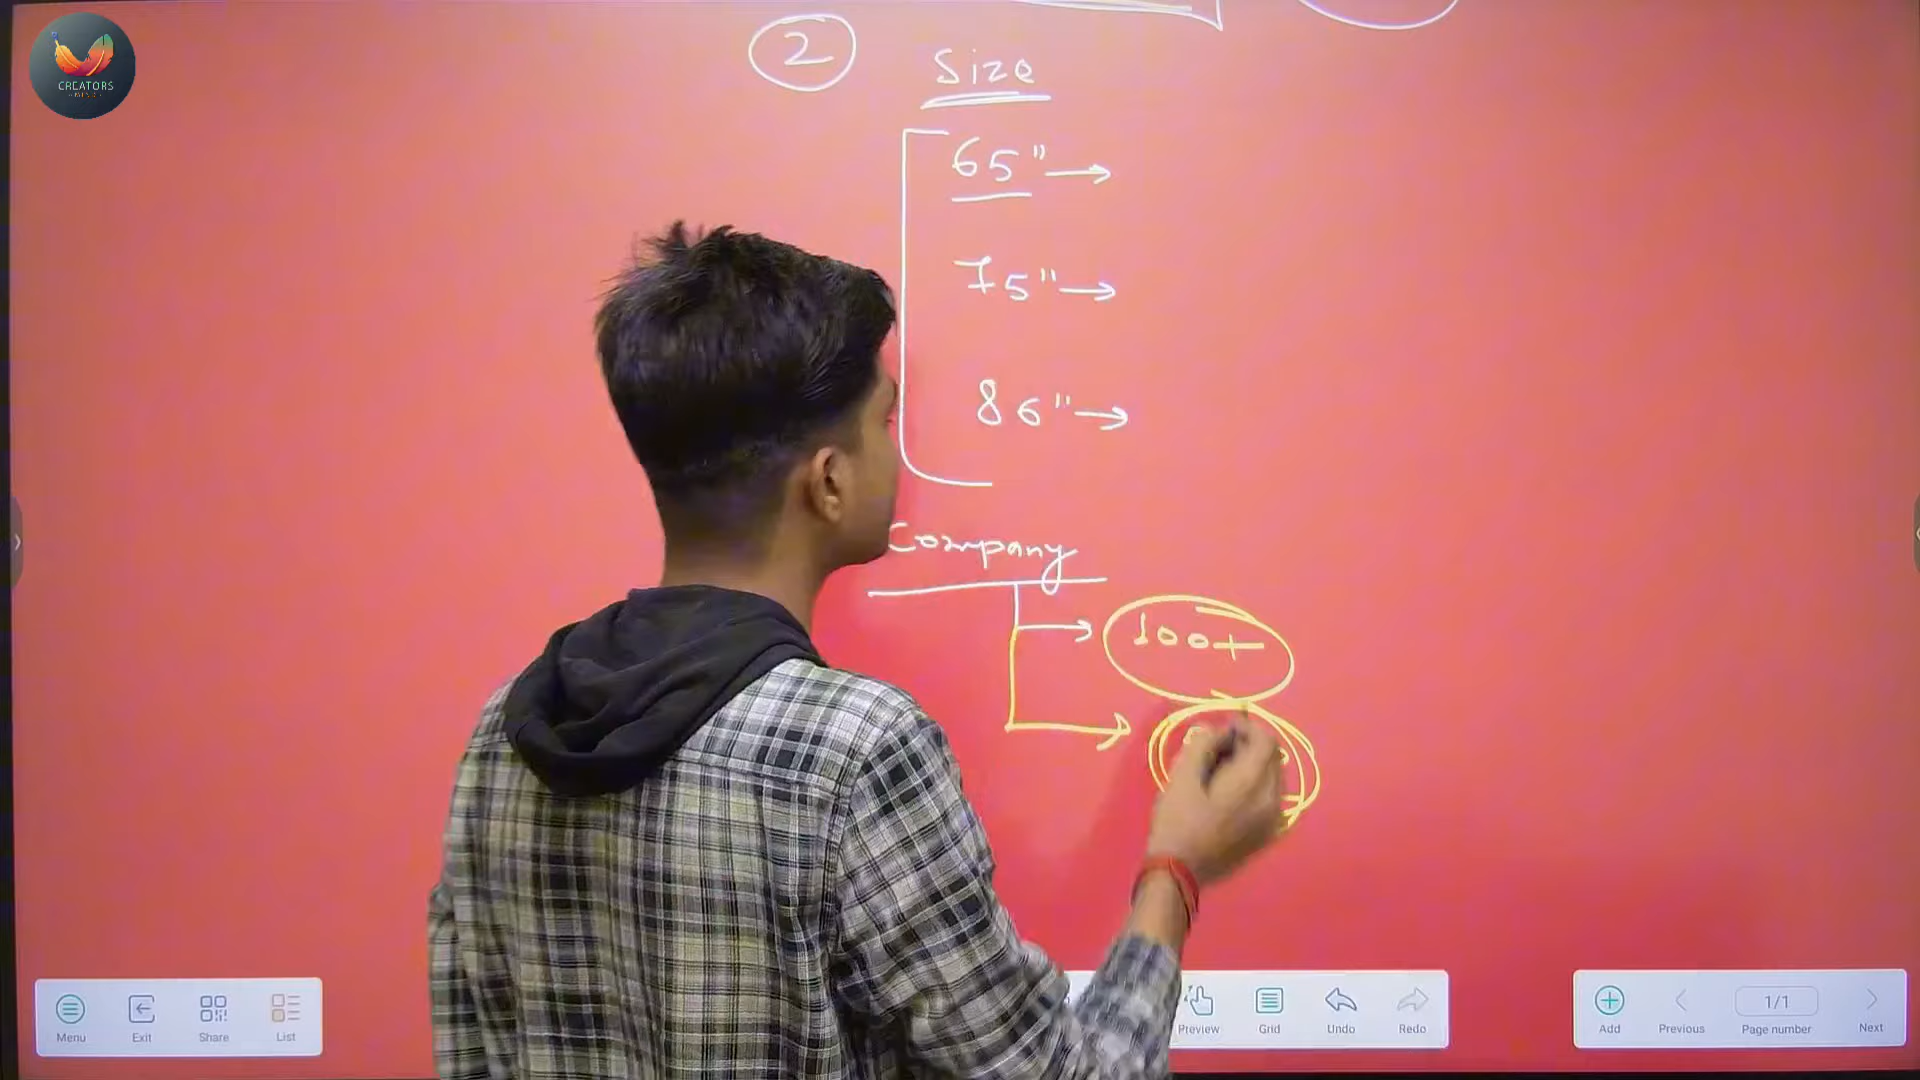 CREATORS
2
Size
65" →
75" →
86" →
Company
100+
Menu
Exit
Share
List
Preview
Grid
Undo
Redo
Add
Previous
1/1
Page number
Next